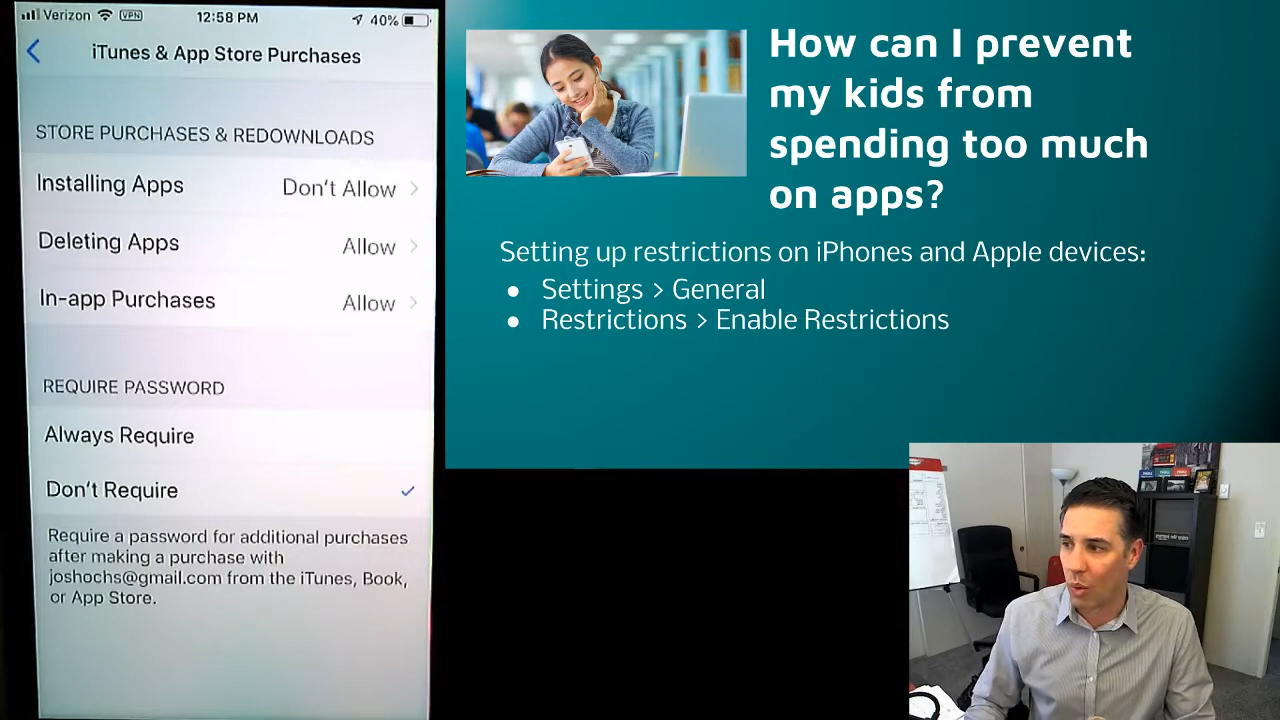 Verizon VPN 12:58 PM 40%
iTunes & App Store Purchases
STORE PURCHASES & REDOWNLOADS
Installing Apps Don't Allow
Deleting Apps Allow
In-app Purchases Allow
REQUIRE PASSWORD
Always Require
Don't Require
Require a password for additional purchases
after making a purchase with
joshochs@gmail.com from the iTunes, Book,
or App Store.
How can I prevent
my kids from
spending too much
on apps?
Setting up restrictions on iPhones and Apple devices:
• Settings > General
• Restrictions > Enable Restrictions